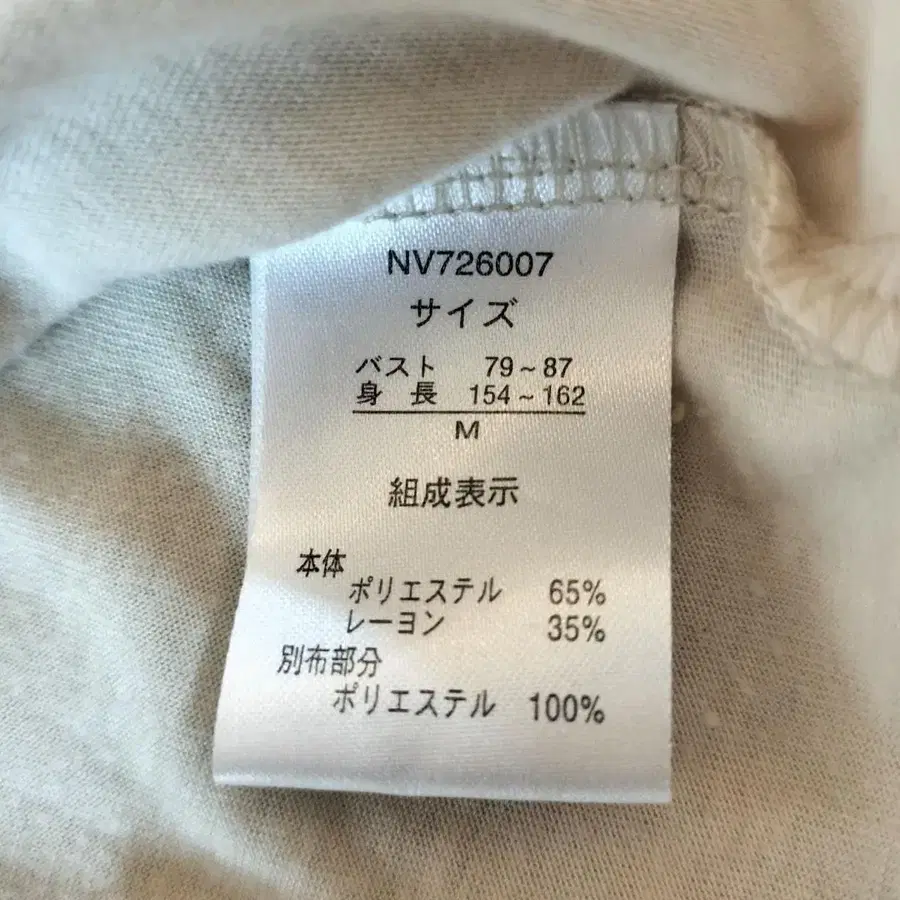 NV726007
サイズ
バスト 79~87
身長 154~162
M
組成表示
本体
ポリエステル 65%
レーヨン 35%
別布部分
ポリエステル 100%